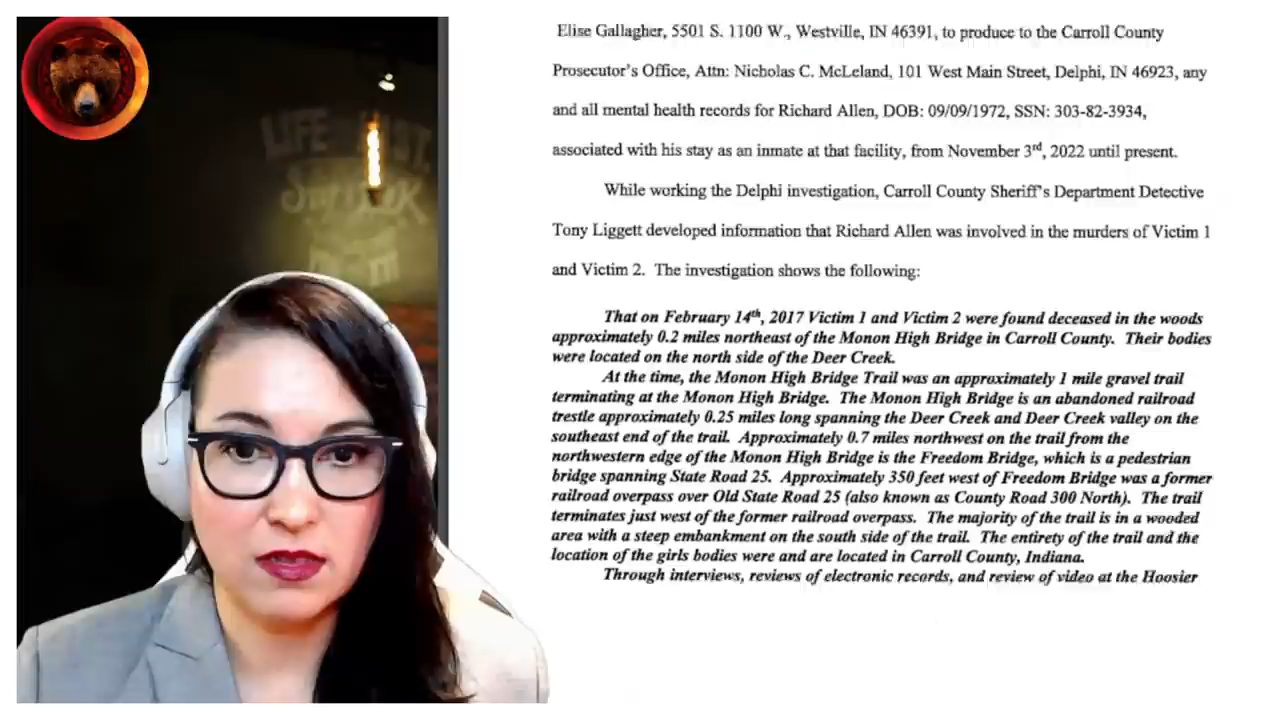 LIFE
Elise Gallagher, 5501 S. 1100 W., Westville, IN 46391, to produce to the Carroll County
Prosecutor's Office, Attn: Nicholas C. McLeland, 101 West Main Street, Delphi, IN 46923, any
and all mental health records for Richard Allen, DOB: 09/09/1972, SSN: 303-82-3934,
associated with his stay as an inmate at that facility, from November 3rd, 2022 until present.
While working the Delphi investigation, Carroll County Sheriff's Department Detective
Tony Liggett developed information that Richard Allen was involved in the murders of Victim 1
and Victim 2. The investigation shows the following:
That on February 14th, 2017 Victim 1 and Victim 2 were found deceased in the woods
approximately 0.2 miles northeast of the Monon High Bridge in Carroll County. Their bodies
were located on the north side of the Deer Creek.
At the time, the Monon High Bridge Trail was an approximately 1 mile gravel trail
terminating at the Monon High Bridge. The Monon High Bridge is an abandoned railroad
trestle approximately 0.25 miles long spanning the Deer Creek and Deer Creek valley on the
southeast end of the trail. Approximately 0.7 miles northwest on the trail from the
northwestern edge of the Monon High Bridge is the Freedom Bridge, which is a pedestrian
bridge spanning State Road 25. Approximately 350 feet west of Freedom Bridge was a former
railroad overpass over Old State Road 25 (also known as County Road 300 North). The trail
terminates just west of the former railroad overpass. The majority of the trail is in a wooded
area with a steep embankment on the south side of the trail. The entirety of the trail and the
location of the girls bodies were and are located in Carroll County, Indiana.
Through interviews, reviews of electronic records, and review of video at the Hoosier